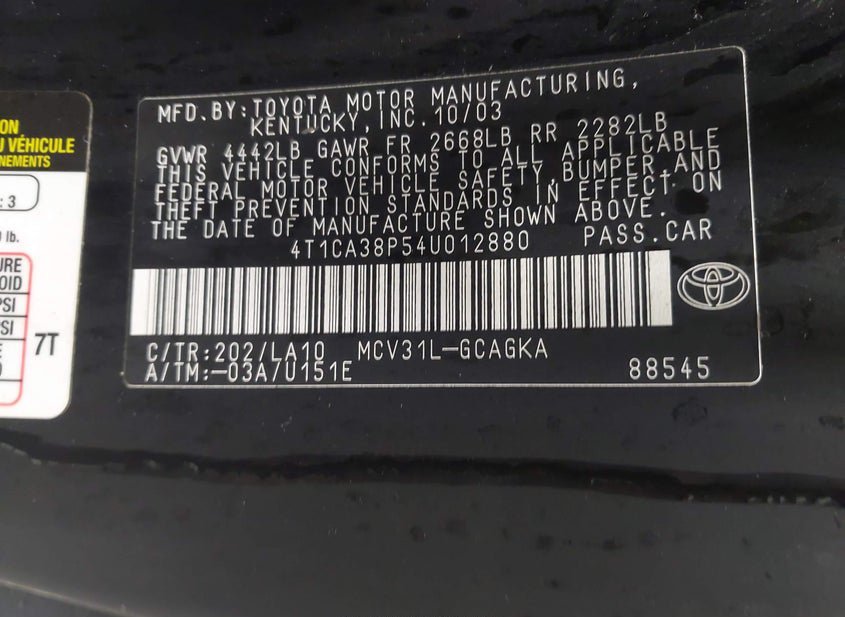 ON
VÉHICULE
NEMENTS
: 3
lb.
URE
OID
PSI
PSI
E
7T
MFD.BY:TOYOTA MOTOR MANUFACTURING,
KENTUCKY, INC.10/03
GVWR 4442LB GAWR FR 2668LB RR 2282LB
THIS VEHICLE CONFORMS TO ALL APPLICABLE
FEDERAL MOTOR VEHICLE SAFETY,BUMPER,AND
THEFT PREVENTION STANDARDS IN EFFECT ON
THE DATE OF MANUFACTURE SHOWN ABOVE.
4T1CA38P54U012880 PASS.CAR
C/TR:202/LA10 MCV31L-GCAGKA
A/TM:-03A/U151E 88545